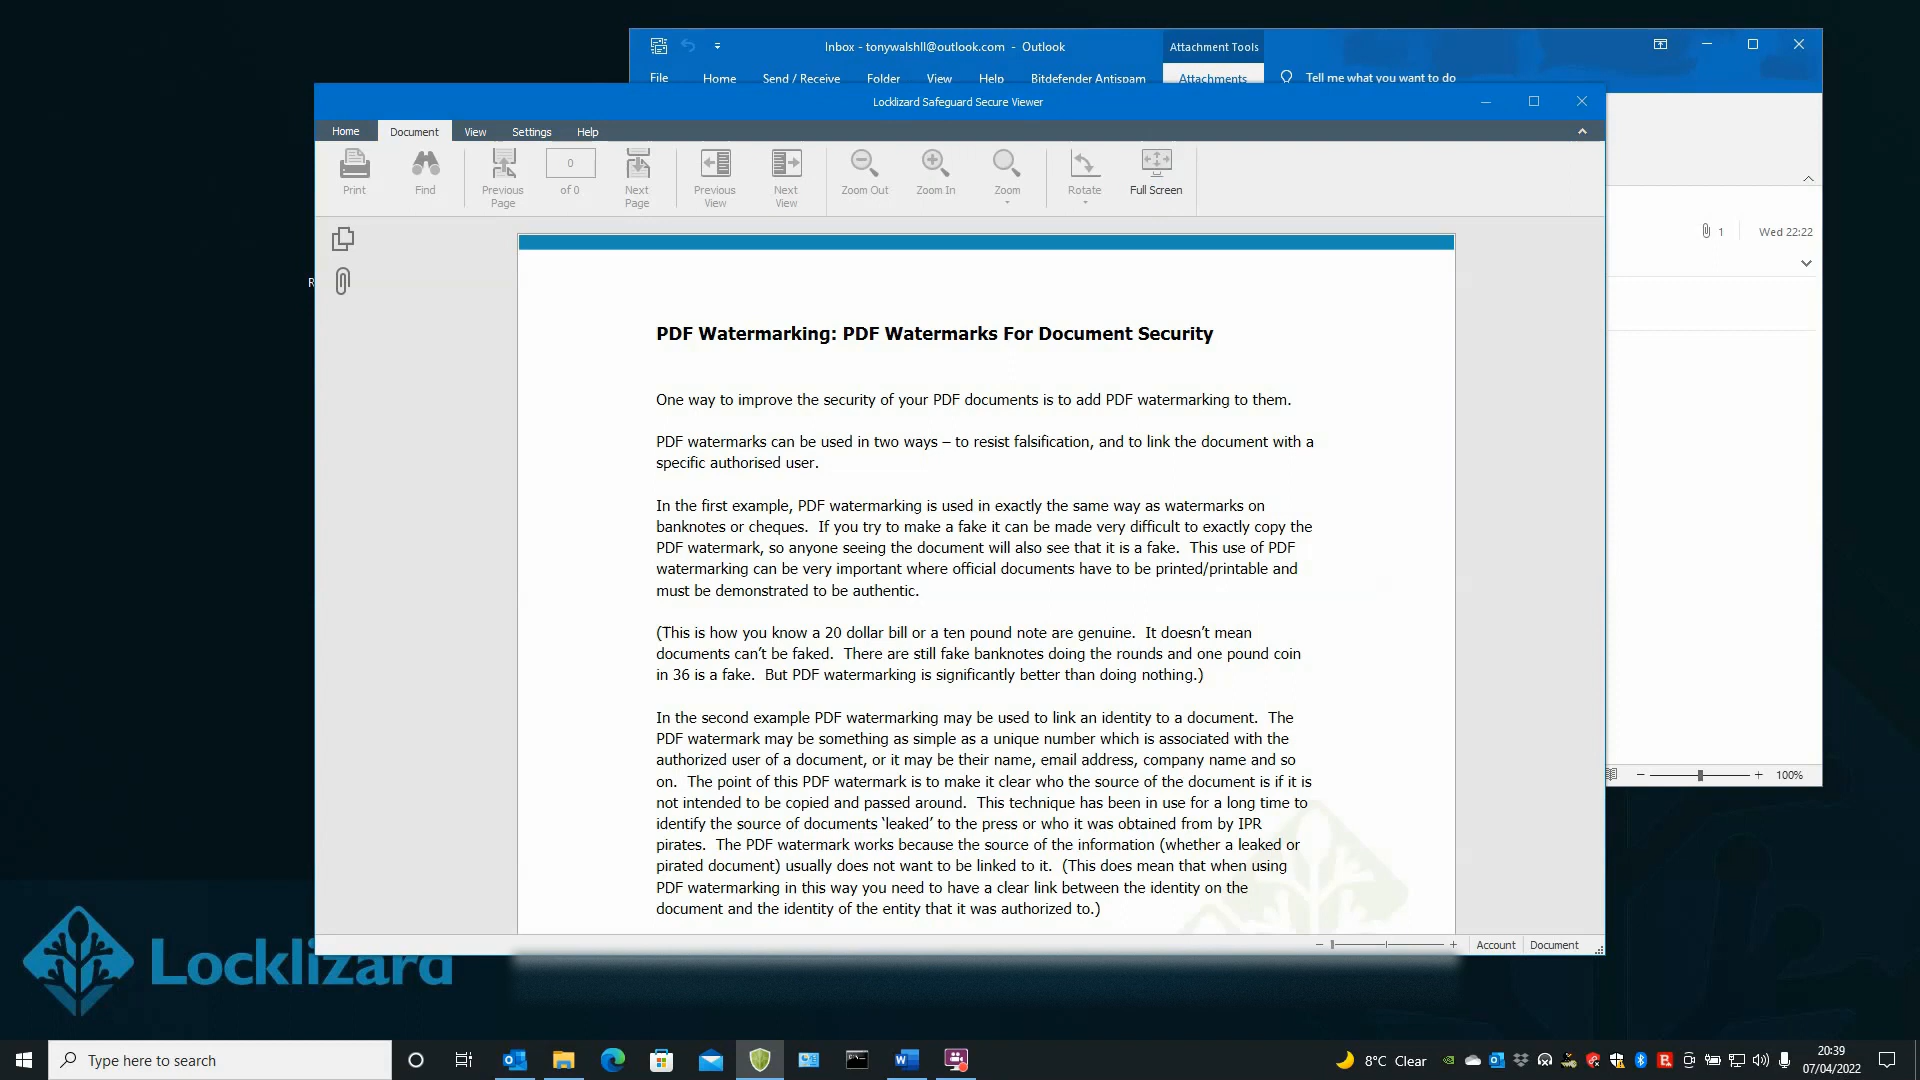 Inbox - tonywalshll@outlook.com - Outlook
Attachment Tools
File Home Send / Receive Folder View Help Bitdefender Antispam Attachments Tell me what you want to do
Locklizard Safeguard Secure Viewer
Home Document View Settings Help
0
Print Find Previous Page of 0 Next Page Previous View Next View Zoom Out Zoom In Zoom Rotate Full Screen
1 Wed 22:22
R
PDF Watermarking: PDF Watermarks For Document Security
One way to improve the security of your PDF documents is to add PDF watermarking to them.
PDF watermarks can be used in two ways – to resist falsification, and to link the document with a
specific authorised user.
In the first example, PDF watermarking is used in exactly the same way as watermarks on
banknotes or cheques.  If you try to make a fake it can be made very difficult to exactly copy the
PDF watermark, so anyone seeing the document will also see that it is a fake.  This use of PDF
watermarking can be very important where official documents have to be printed/printable and
must be demonstrated to be authentic.
(This is how you know a 20 dollar bill or a ten pound note are genuine.  It doesn’t mean
documents can’t be faked.  There are still fake banknotes doing the rounds and one pound coin
in 36 is a fake.  But PDF watermarking is significantly better than doing nothing.)
In the second example PDF watermarking may be used to link an identity to a document.  The
PDF watermark may be something as simple as a unique number which is associated with the
authorized user of a document, or it may be their name, email address, company name and so
on.  The point of this PDF watermark is to make it clear who the source of the document is if it is
not intended to be copied and passed around.  This technique has been in use for a long time to
identify the source of documents ‘leaked’ to the press or who it was obtained from by IPR
pirates.  The PDF watermark works because the source of the information (whether a leaked or
pirated document) usually does not want to be linked to it.  (This does mean that when using
PDF watermarking in this way you need to have a clear link between the identity on the
document and the identity of the entity that it was authorized to.)
100%
Account Document
Locklizard
Type here to search
8°C Clear
20:39
07/04/2022